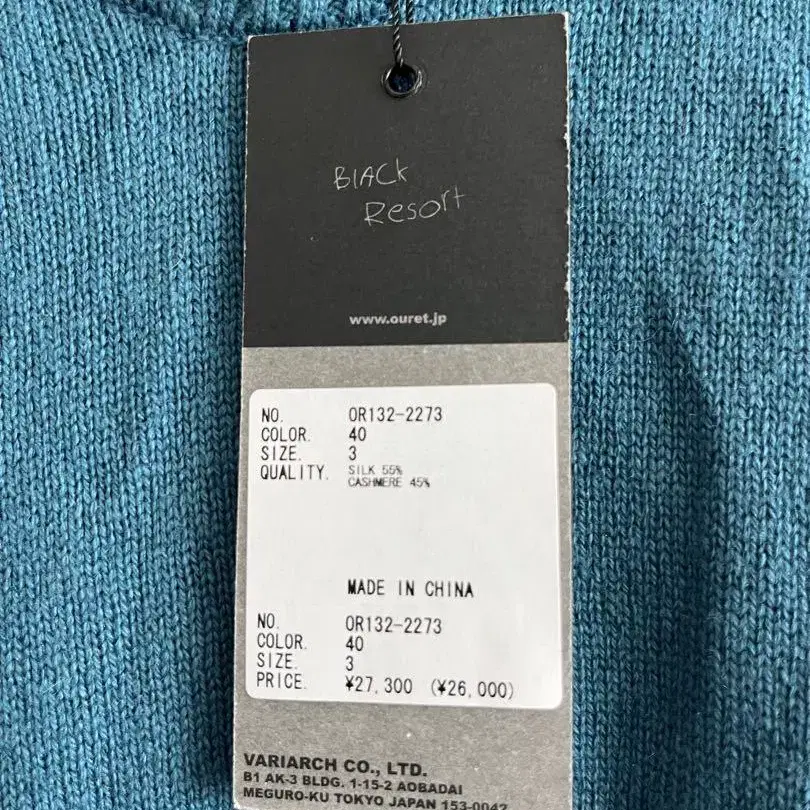 BlACk
Resort
www.ouret.jp
NO. OR132-2273
COLOR. 40
SIZE. 3
QUALITY. SILK 55%
CASHMERE 45%
MADE IN CHINA
NO. OR132-2273
COLOR. 40
SIZE. 3
PRICE. ¥27,300 (¥26,000)
VARIARCH CO., LTD.
B1 AK-3 BLDG. 1-15-2 AOBADAI
MEGURO-KU TOKYO JAPAN 153-0042